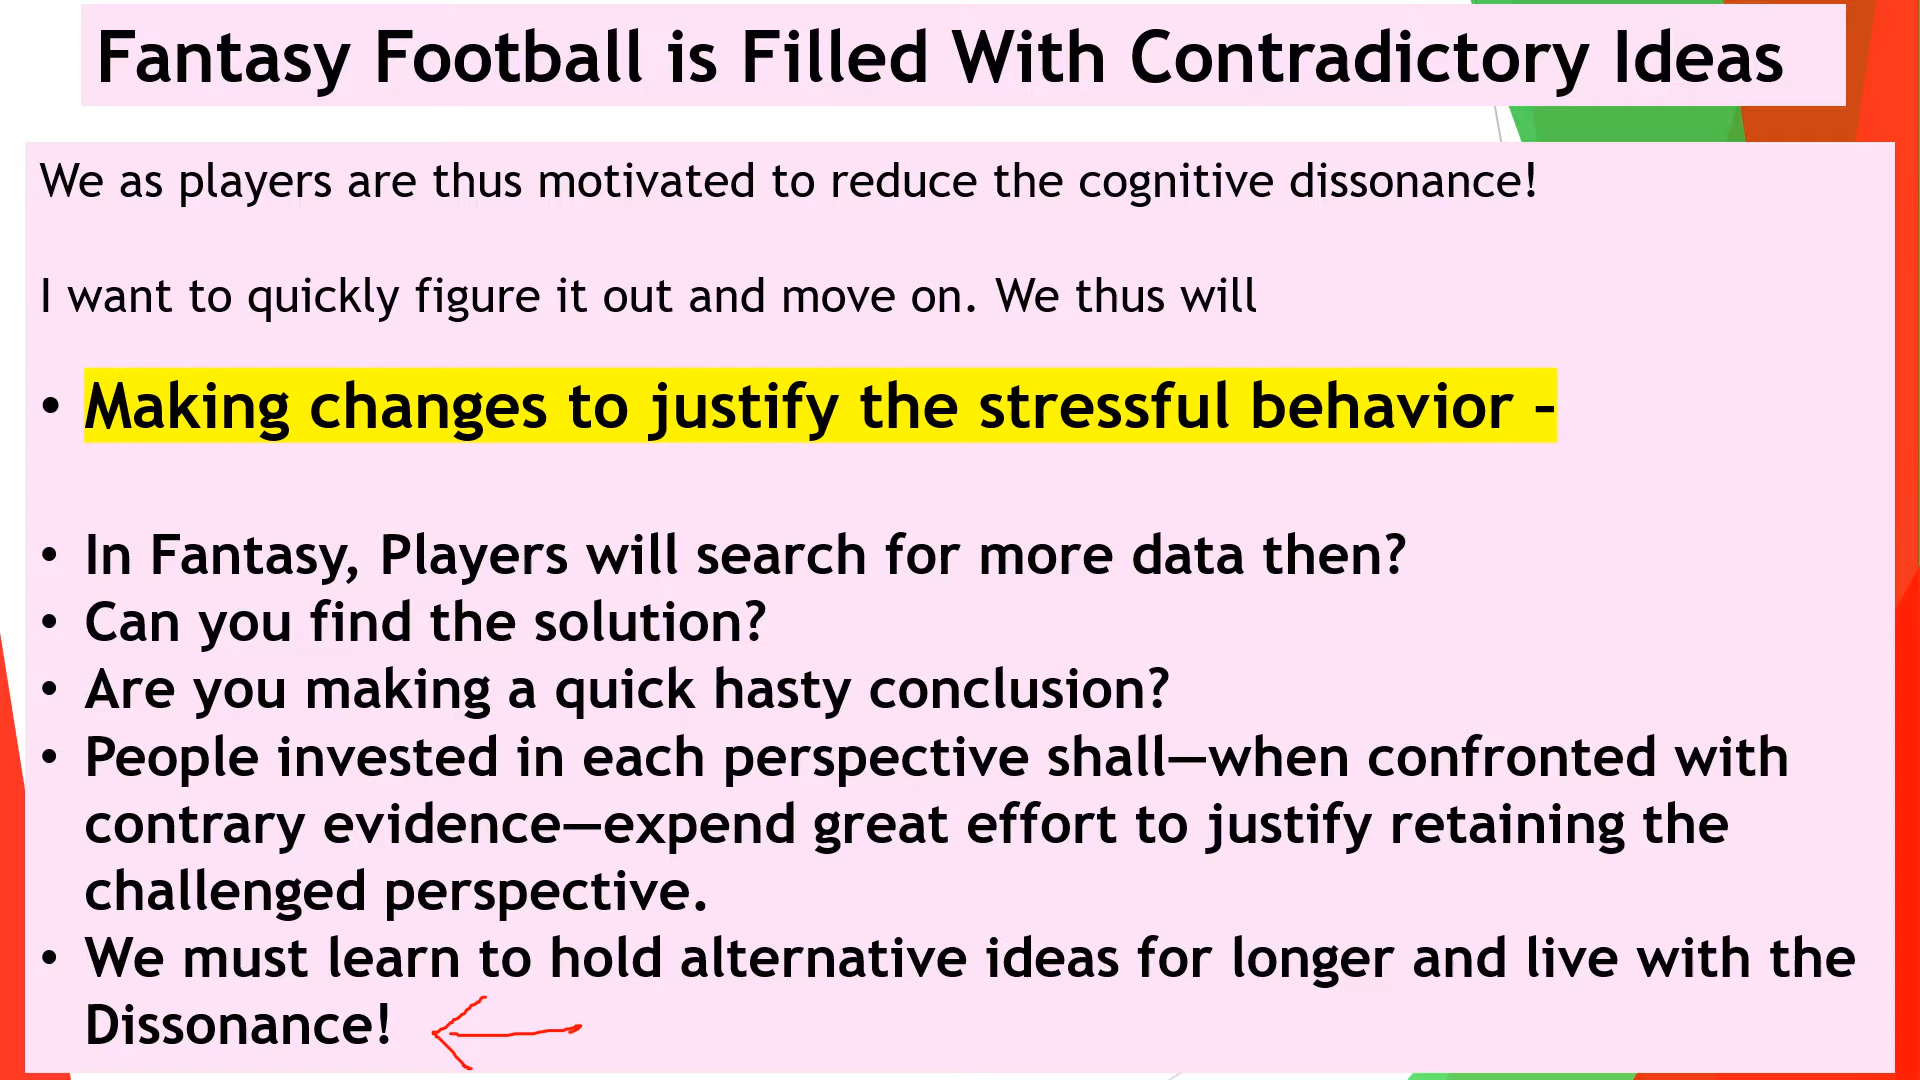 Fantasy Football is Filled With Contradictory Ideas
We as players are thus motivated to reduce the cognitive dissonance!
I want to quickly figure it out and move on. We thus will
• Making changes to justify the stressful behavior –
• In Fantasy, Players will search for more data then?
• Can you find the solution?
• Are you making a quick hasty conclusion?
• People invested in each perspective shall—when confronted with
contrary evidence—expend great effort to justify retaining the
challenged perspective.
• We must learn to hold alternative ideas for longer and live with the
Dissonance!